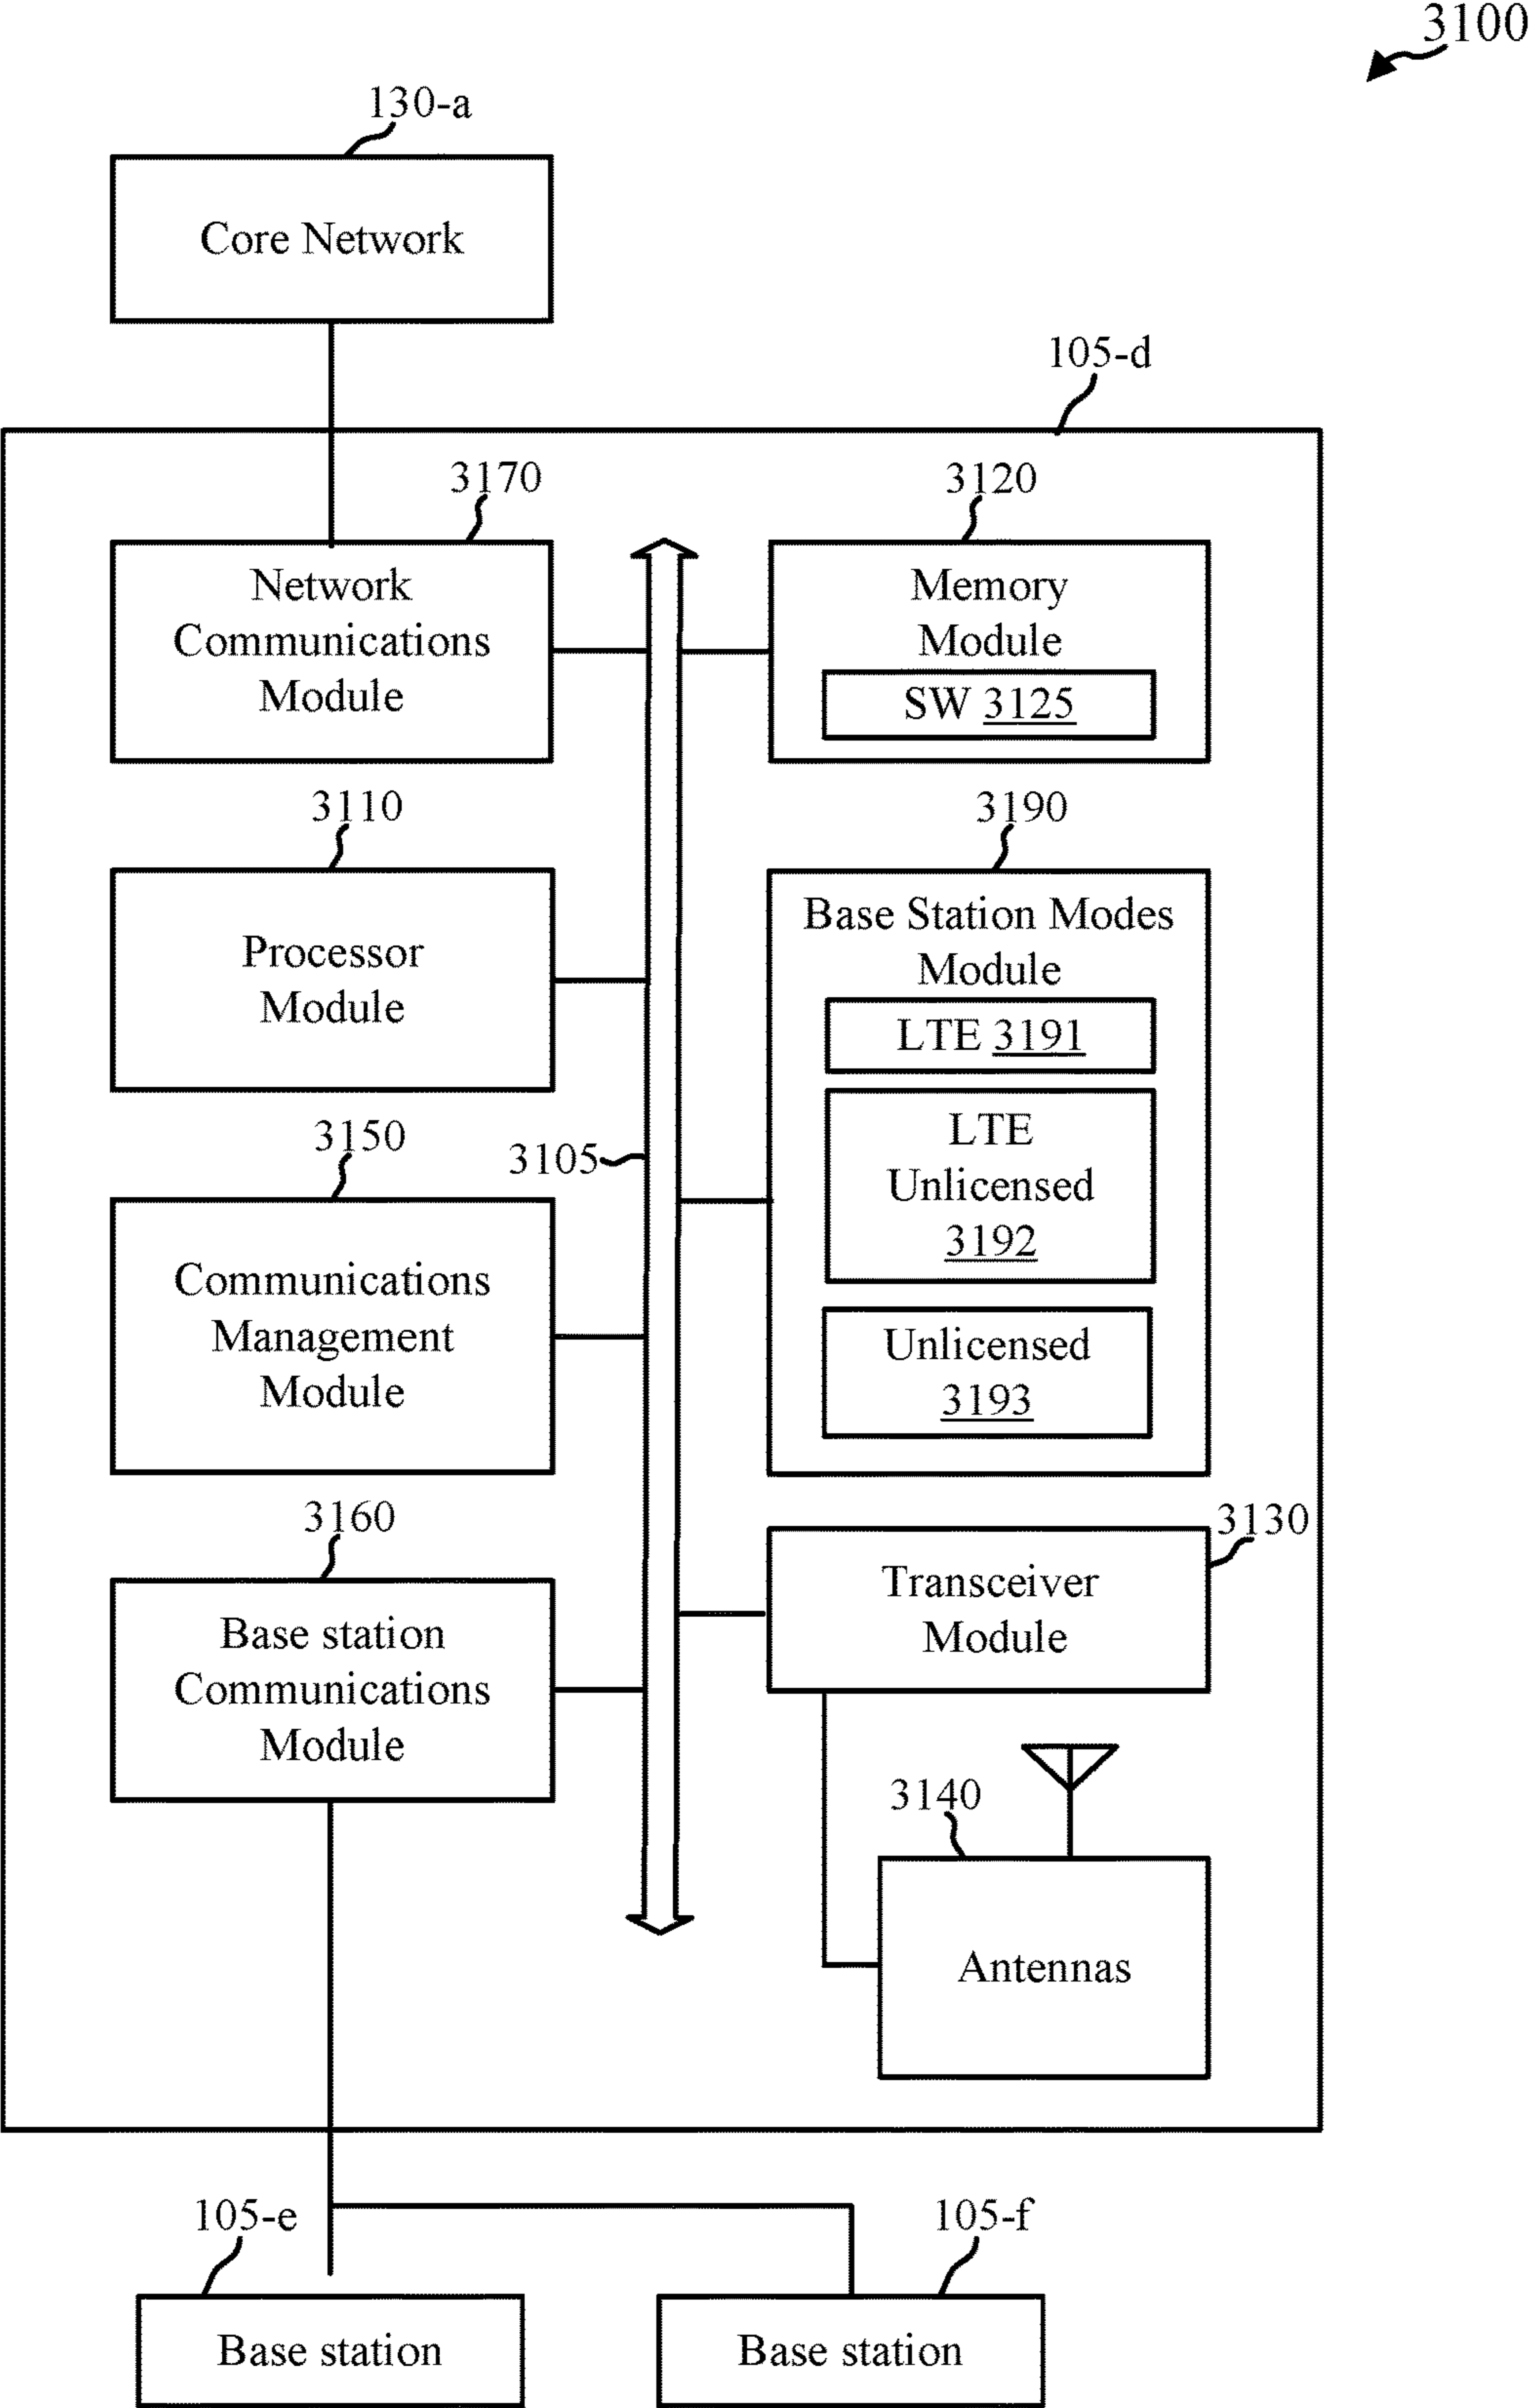 3100
130-a
Core Network
105-d
3170
Network
Communications
Module
3120
Memory
Module
SW 3125
3110
Processor
Module
3190
Base Station Modes
Module
LTE 3191
LTE
Unlicensed
3192
Unlicensed
3193
3105
3150
Communications
Management
Module
3160
Base station
Communications
Module
3130
Transceiver
Module
3140
Antennas
105-e
Base station
105-f
Base station